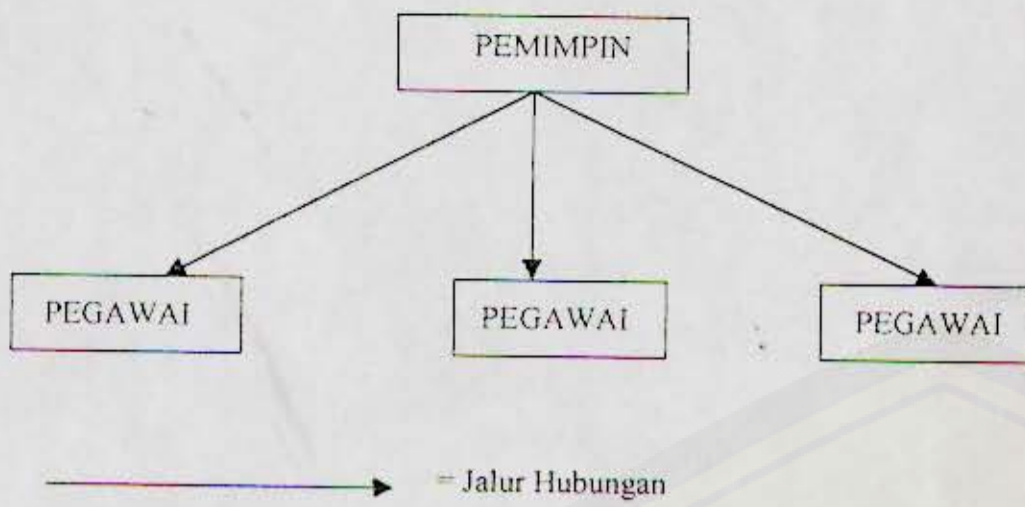 PEMIMPIN
PEGAWAI
PEGAWAI
PEGAWAI
= Jalur Hubungan